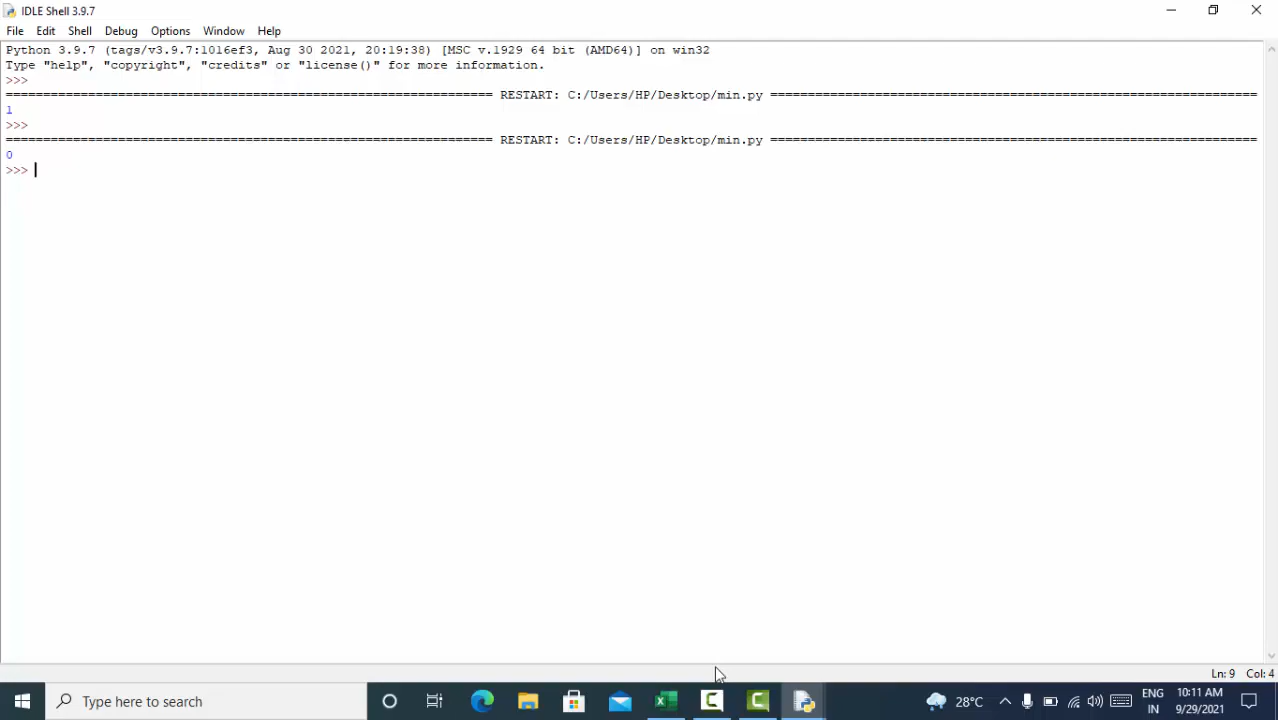 IDLE Shell 3.9.7
File Edit Shell Debug Options Window Help
Python 3.9.7 (tags/v3.9.7:1016ef3, Aug 30 2021, 20:19:38) [MSC v.1929 64 bit (AMD64)] on win32
Type "help", "copyright", "credits" or "license()" for more information.
>>>
================================================================= RESTART: C:/Users/HP/Desktop/min.py =================================================================
1
>>>
================================================================= RESTART: C:/Users/HP/Desktop/min.py =================================================================
0
>>>
Ln: 9 Col: 4
Type here to search
28°C
ENG
IN
10:11 AM
9/29/2021